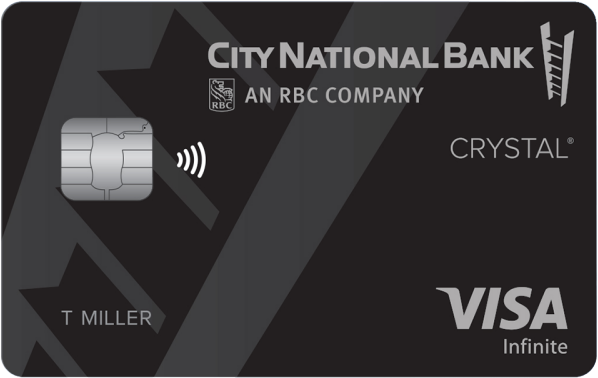 CITY NATIONAL BANK
RBC
AN RBC COMPANY
CRYSTAL®
T MILLER
VISA
Infinite